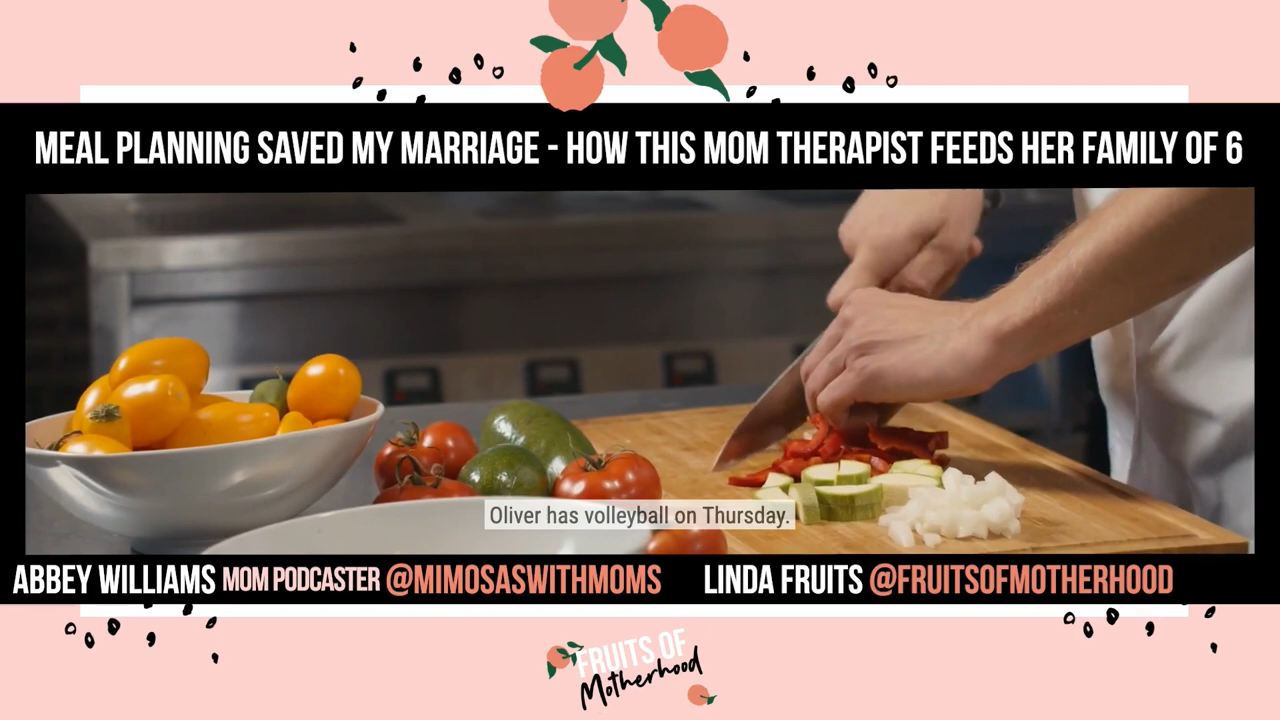 MEAL PLANNING SAVED MY MARRIAGE - HOW THIS MOM THERAPIST FEEDS HER FAMILY OF 6
Oliver has volleyball on Thursday.
ABBEY WILLIAMS MOM PODCASTER @MIMOSASWITHMOMS LINDA FRUITS @FRUITSOFMOTHERHOOD
FRUITS OF
Motherhood